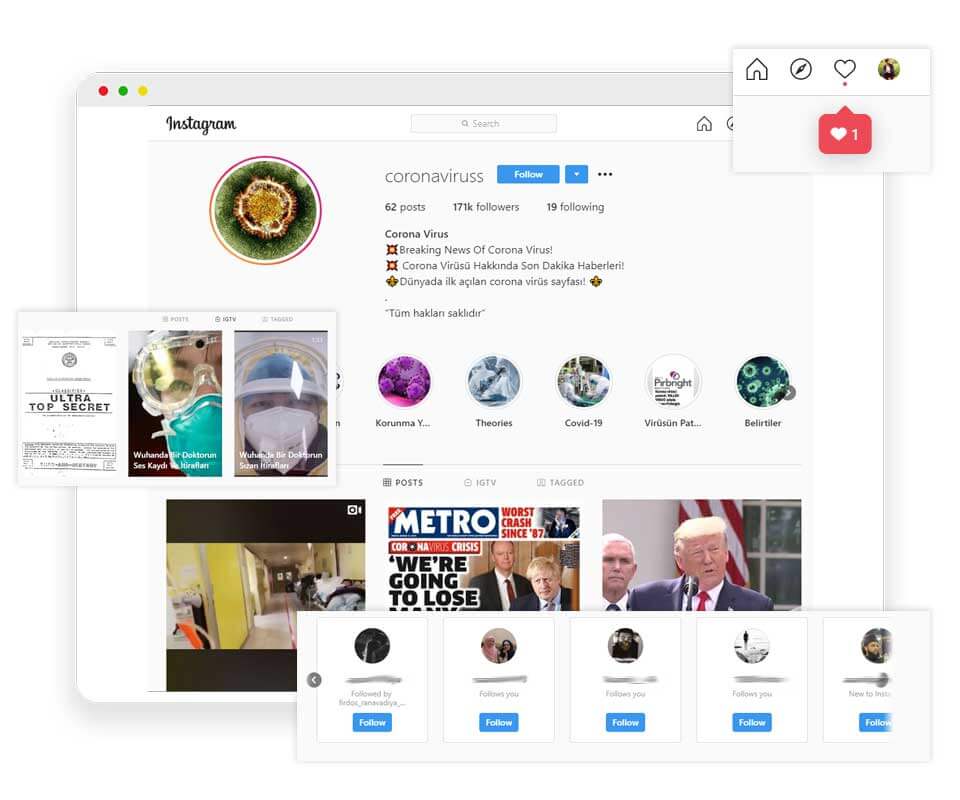 1
Instagram
Search
coronaviruss
Follow
62 posts 171k followers 19 following
Corona Virus
Breaking News Of Corona Virus!
Corona Virüsü Hakkında Son Dakika Haberleri!
Dünyada ilk açılan corona virüs sayfası!
.
"Tüm hakları saklıdır"
POSTS IGTV TAGGED
CLASSIFIER
ULTRA
TOP SECRET
Wuhanda Bir Doktorun
Ses Kaydı Ve İtirafları
Wuhanda Bir Doktorun
Sızan İtirafları
Pirbright
n Korunma Y... Theories Covid-19 Virüsün Pat... Belirtiler
POSTS IGTV TAGGED
FREE
METRO
WORST
CRASH
SINCE '87
CORONAVIRUS CRISIS
'WE'RE
GOING
TO LOSE
MANY
Followed by
firdos_ranavadiya_...
Follow
Follows you
Follow
Follows you
Follow
Follows you
Follow
New to Insta
Follow